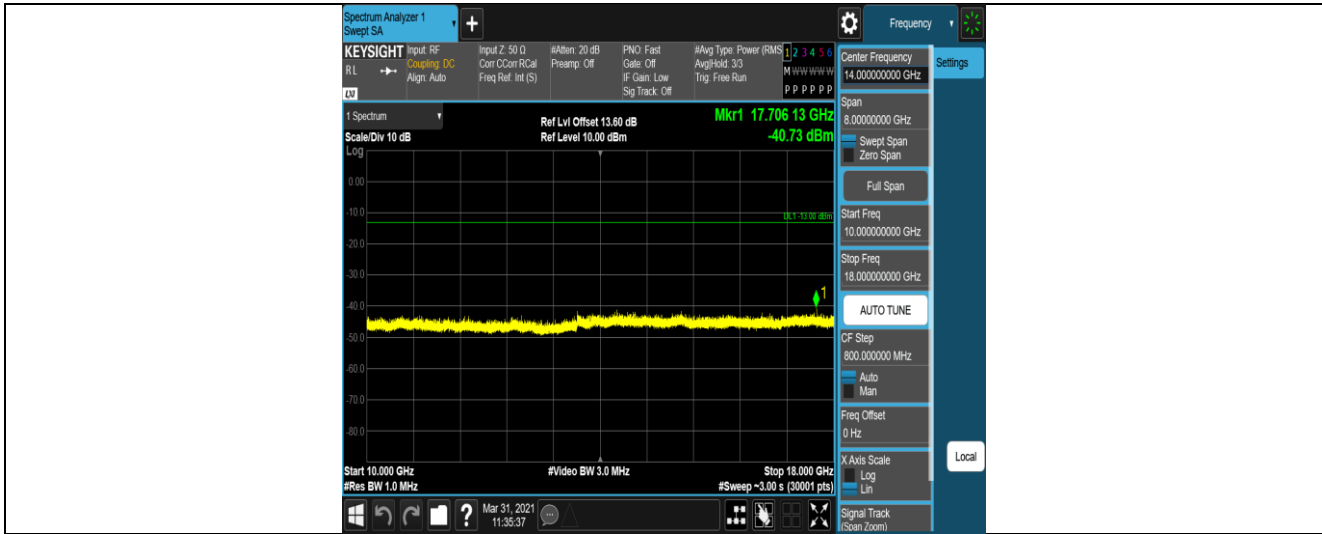 Spectrum Analyzer 1
Swept SA
+
Frequency
KEYSIGHT
Input: RF
Input Z: 50 Ω
#Atten: 20 dB
PNO: Fast
#Avg Type: Power (RMS
1 2 3 4 5 6
R L
Coupling: DC
Corr CCorr RCal
Preamp: Off
Gate: Off
Avg|Hold: 3/3
M W W W W W
Align: Auto
Freq Ref: Int (S)
IF Gain: Low
Trig: Free Run
Sig Track: Off
P P P P P P
LXI
1 Spectrum
Ref Lvl Offset 13.60 dB
Mkr1 17.706 13 GHz
Scale/Div 10 dB
Ref Level 10.00 dBm
-40.73 dBm
Log
0.00
-10.0
DL1 -13.00 dBm
-20.0
-30.0
1
-40.0
-50.0
-60.0
-70.0
-80.0
Start 10.000 GHz
#Video BW 3.0 MHz
Stop 18.000 GHz
#Res BW 1.0 MHz
#Sweep ~3.00 s (30001 pts)
?
Mar 31, 2021
11:35:37
Center Frequency
14.000000000 GHz
Settings
Span
8.00000000 GHz
Swept Span
Zero Span
Full Span
Start Freq
10.000000000 GHz
Stop Freq
18.000000000 GHz
AUTO TUNE
CF Step
800.000000 MHz
Auto
Man
Freq Offset
0 Hz
X Axis Scale
Log
Lin
Local
Signal Track
(Span Zoom)